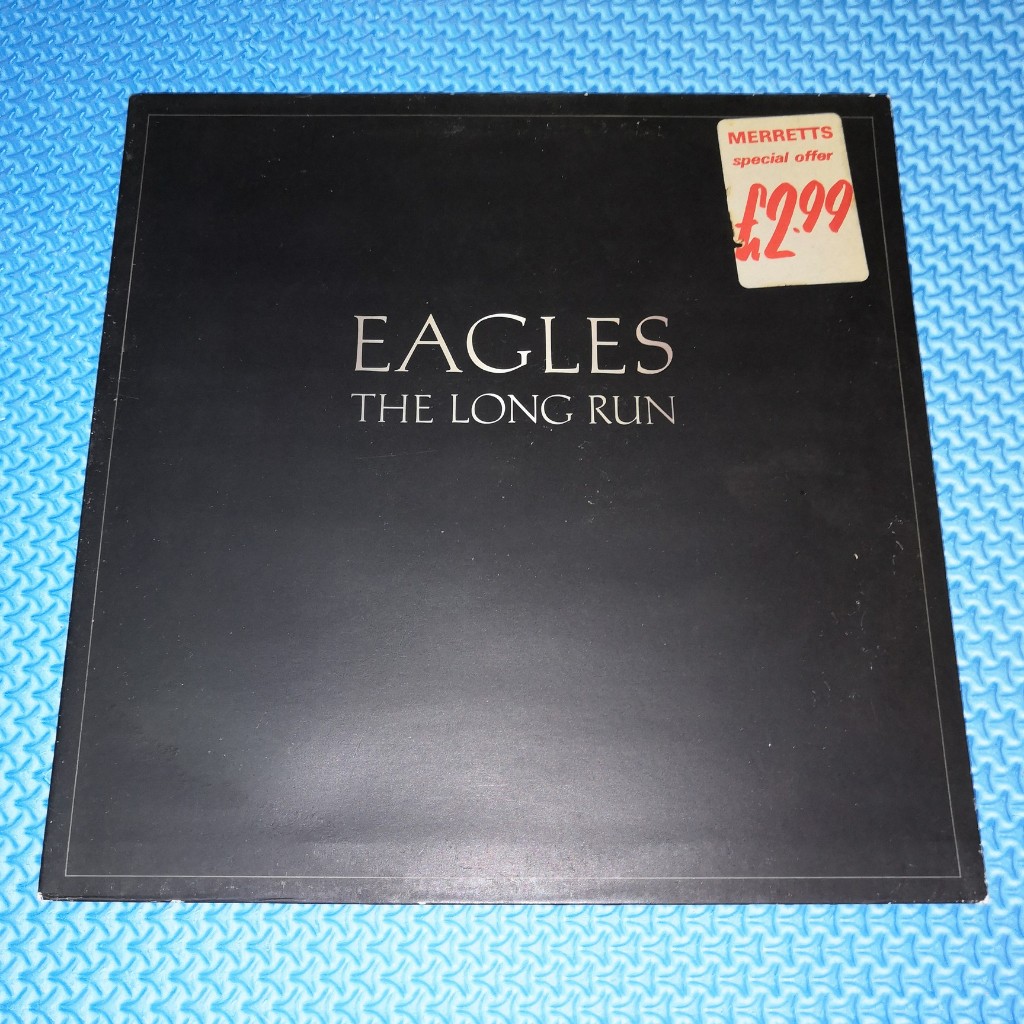 MERRETTS
special offer
£2.99
EAGLES
THE LONG RUN